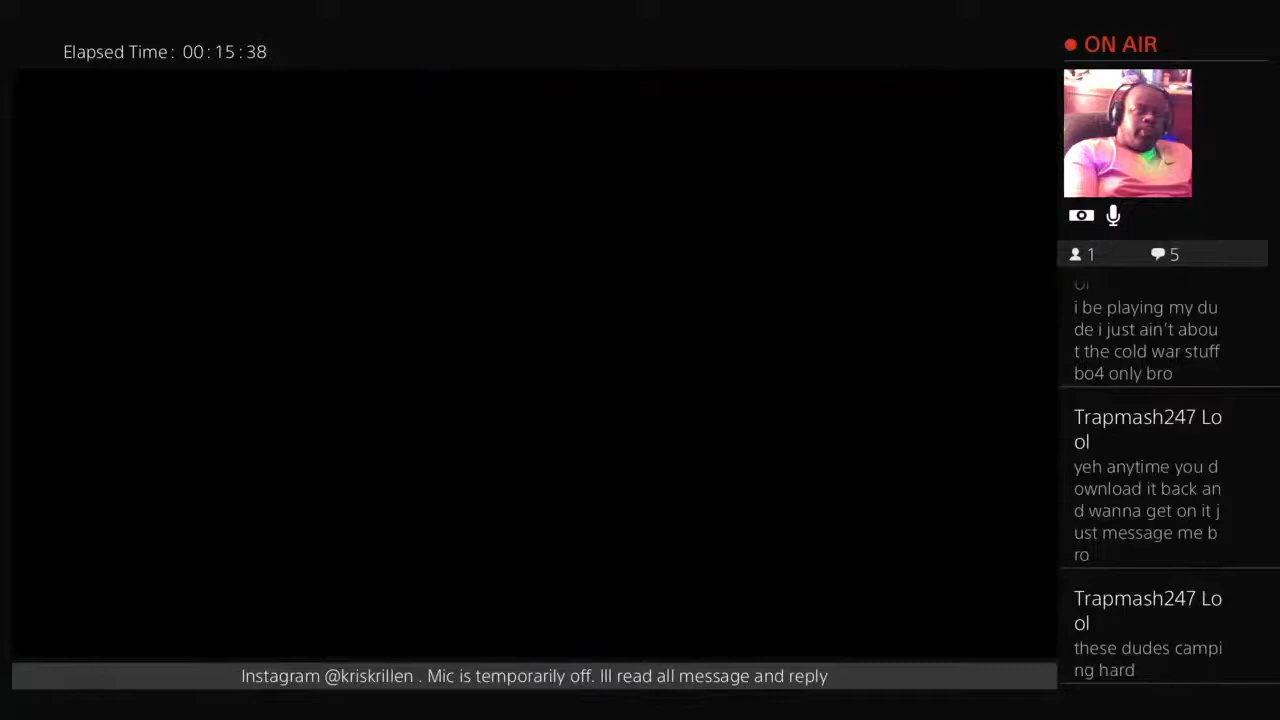 Elapsed Time: 00:15:38
ON AIR
1
5
i be playing my du
de i just ain't abou
t the cold war stuff
bo4 only bro
Trapmash247 Lo
ol
yeh anytime you d
ownload it back an
d wanna get on it j
ust message me b
ro
Trapmash247 Lo
ol
these dudes campi
ng hard
Instagram @kriskrillen . Mic is temporarily off. Ill read all message and reply